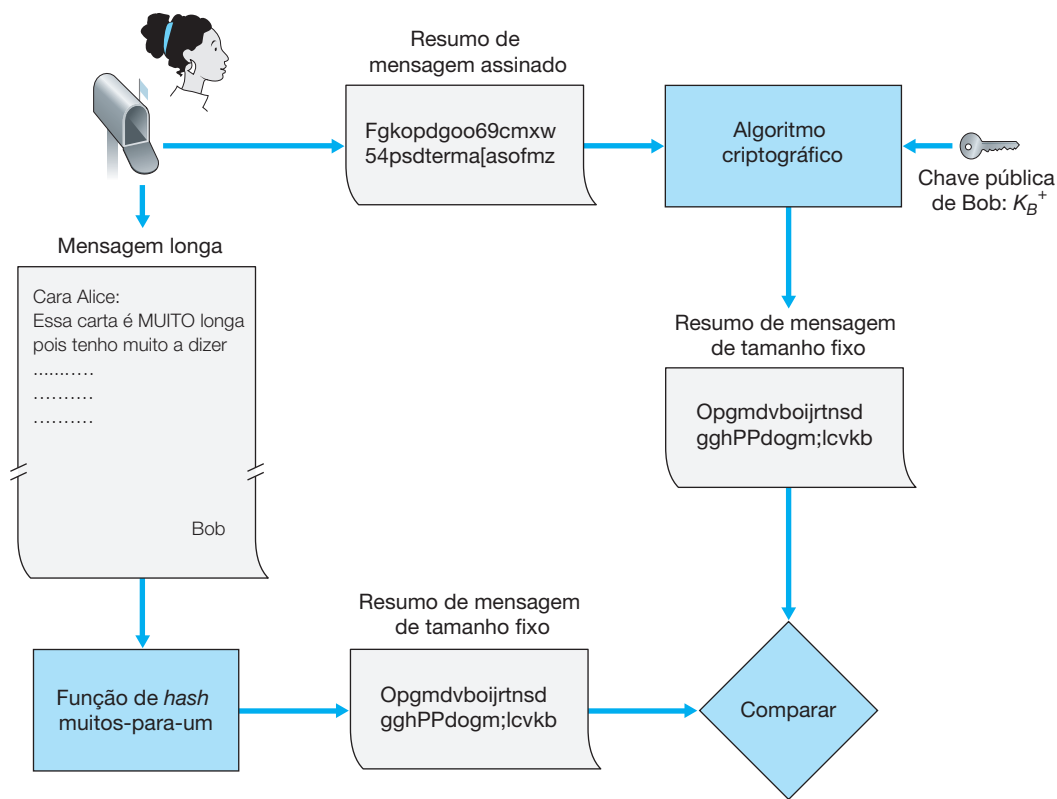 Resumo de
mensagem assinado
Fgkopdgoo69cmxw
54psdterma[asofmz
Algoritmo
criptográfico
Chave pública
de Bob: K_B^+
Mensagem longa
Cara Alice:
Essa carta é MUITO longa
pois tenho muito a dizer
..........
..........
..........
Bob
Resumo de mensagem
de tamanho fixo
Opgmdvboijrtnsd
gghPPdogm;lcvkb
Função de hash
muitos-para-um
Resumo de mensagem
de tamanho fixo
Opgmdvboijrtnsd
gghPPdogm;lcvkb
Comparar